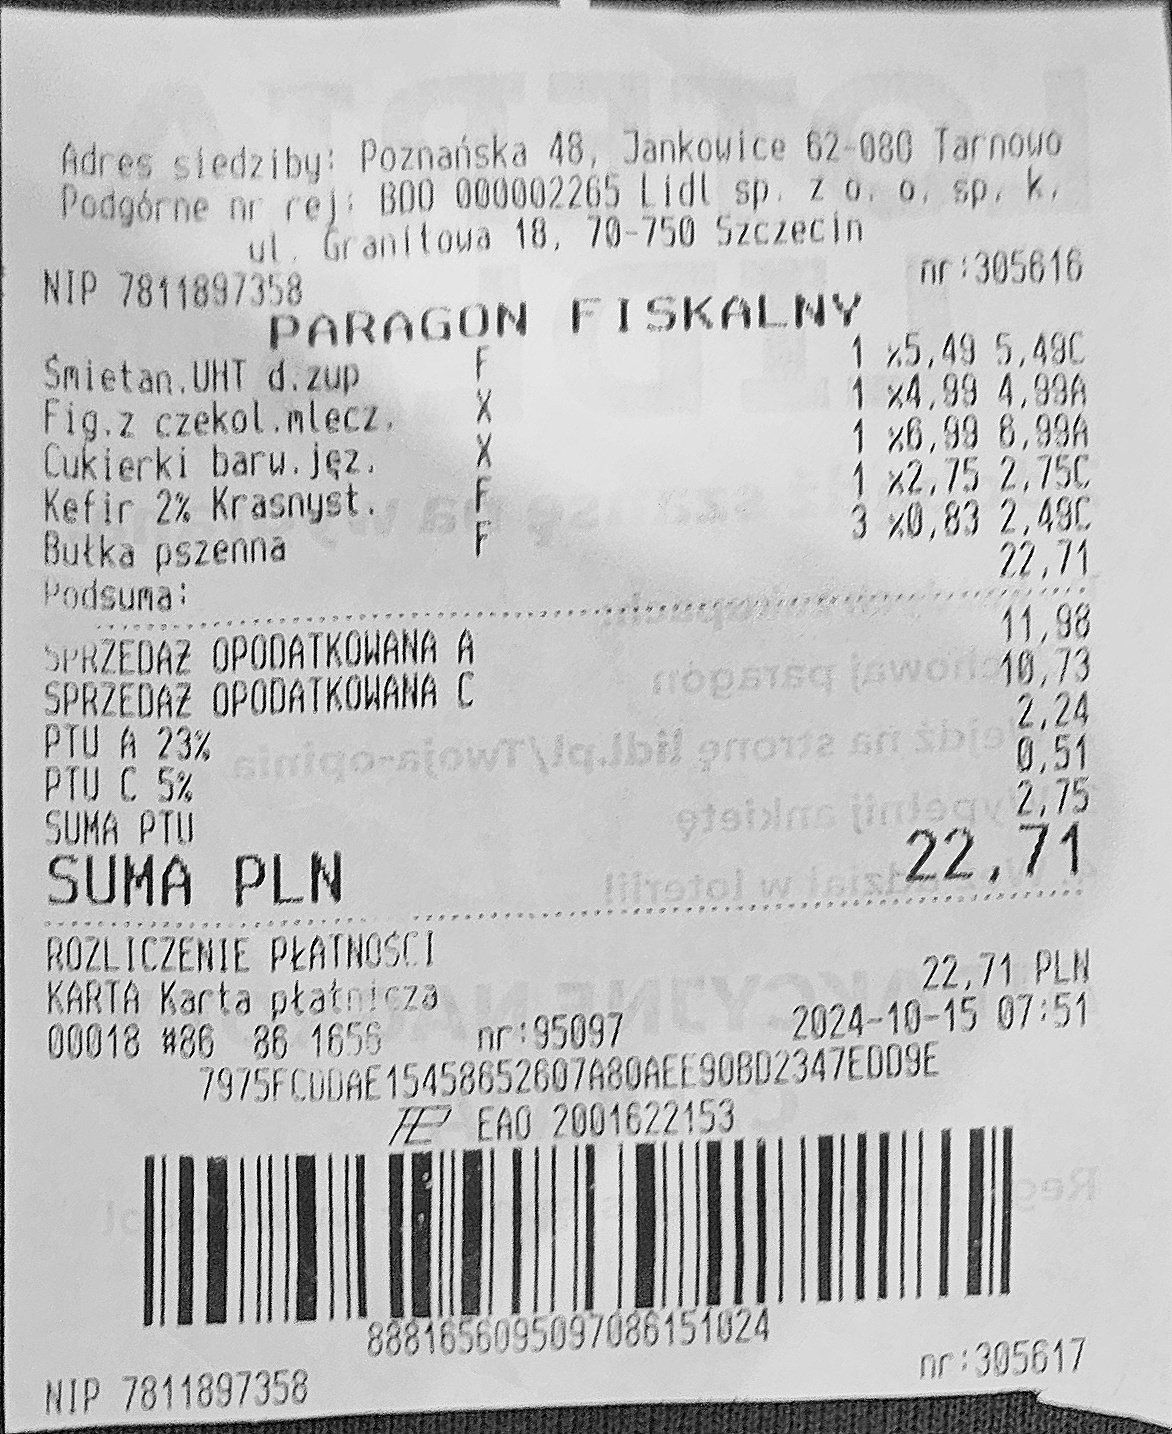 Adres siedziby: Poznańska 48, Jankowice 62-080 Tarnowo
Podgórne nr rej: BDO 000002265 Lidl sp. z o. o. sp. k.
ul. Granitowa 18, 70-750 Szczecin
NIP 7811897358 nr:305616
PARAGON FISKALNY
Śmietan.UHT d.zup F 1 x5,49 5,49C
Fig.z czekol.mlecz. X 1 x4,99 4,99A
Cukierki barw.jęz. X 1 x6,99 6,99A
Kefir 2% Krasnyst. F 1 x2,75 2,75C
Bułka pszenna F 3 x0,83 2,49C
Podsuma: 22,71
SPRZEDAŻ OPODATKOWANA A 11,98
SPRZEDAŻ OPODATKOWANA C 10,73
PTU A 23% 2,24
PTU C 5% 0,51
SUMA PTU 2,75
SUMA PLN 22,71
ROZLICZENIE PŁATNOŚCI
KARTA Karta płatnicza 22,71 PLN
00018 #86 86 1656 nr:95097 2024-10-15 07:51
EAO 2001622153
8881656095097086151024
NIP 7811897358 nr:305617